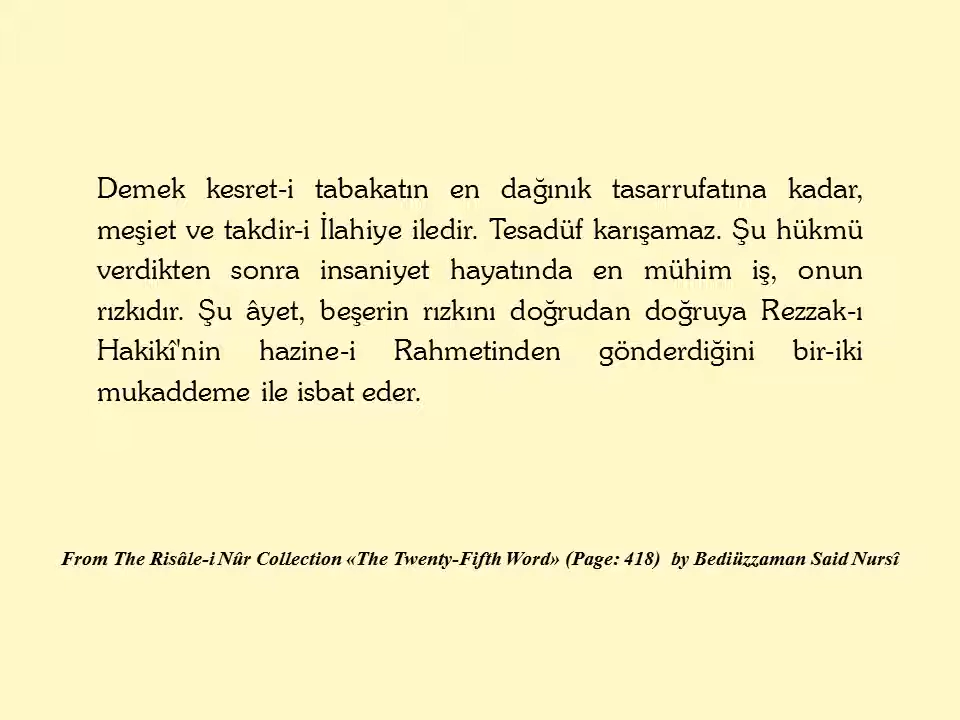 Demek kesret-i tabakatın en dağınık tasarrufatına kadar,
meşiet ve takdir-i İlahiye iledir. Tesadüf karışamaz. Şu hükmü
verdikten sonra insaniyet hayatında en mühim iş, onun
rızkıdır. Şu âyet, beşerin rızkını doğrudan doğruya Rezzak-ı
Hakikî'nin hazine-i Rahmetinden gönderdiğini bir-iki
mukaddeme ile isbat eder.
From The Risâle-i Nûr Collection «The Twenty-Fifth Word» (Page: 418) by Bediüzzaman Said Nursî